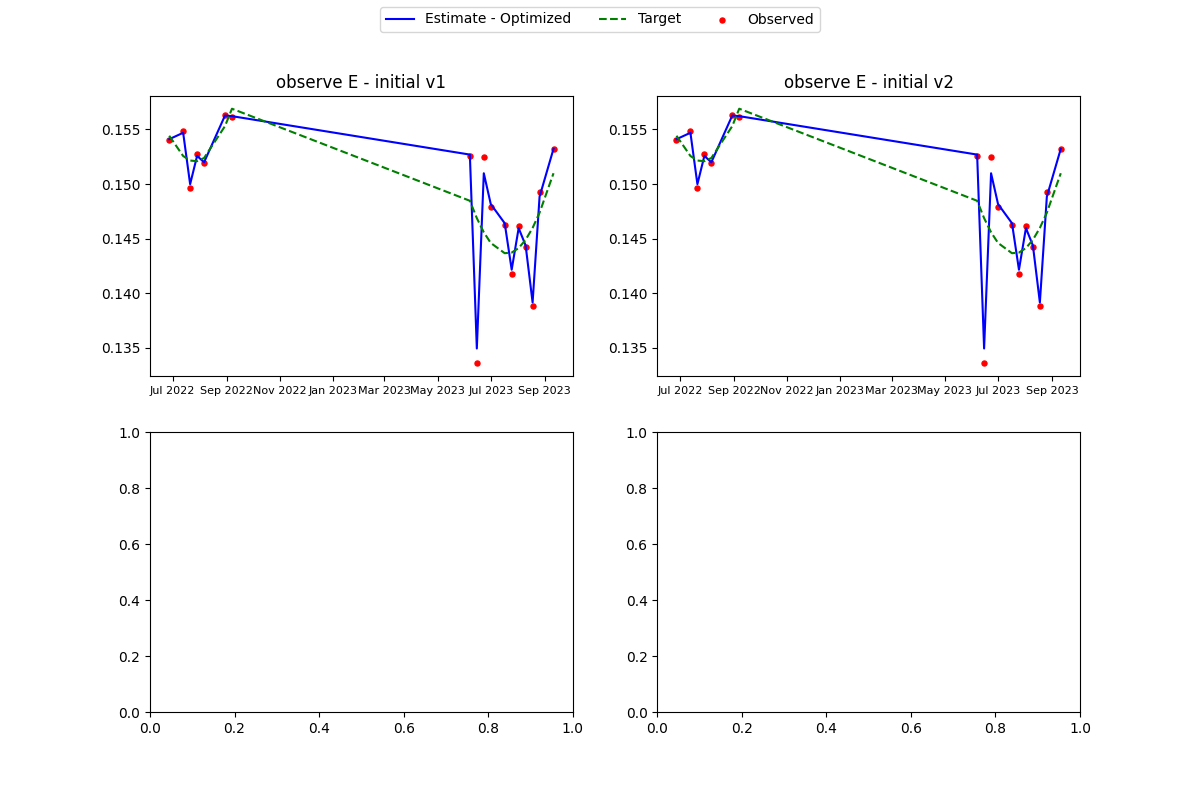 Estimate - Optimized Target Observed
observe E - initial v1 observe E - initial v2
0.155 0.155
0.150 0.150
0.145 0.145
0.140 0.140
0.135 0.135
Jul 2022 Sep 2022 Nov 2022 Jan 2023 Mar 2023 May 2023 Jul 2023 Sep 2023 Jul 2022 Sep 2022 Nov 2022 Jan 2023 Mar 2023 May 2023 Jul 2023 Sep 2023
1.0 1.0
0.8 0.8
0.6 0.6
0.4 0.4
0.2 0.2
0.0 0.0
0.0 0.2 0.4 0.6 0.8 1.0 0.0 0.2 0.4 0.6 0.8 1.0